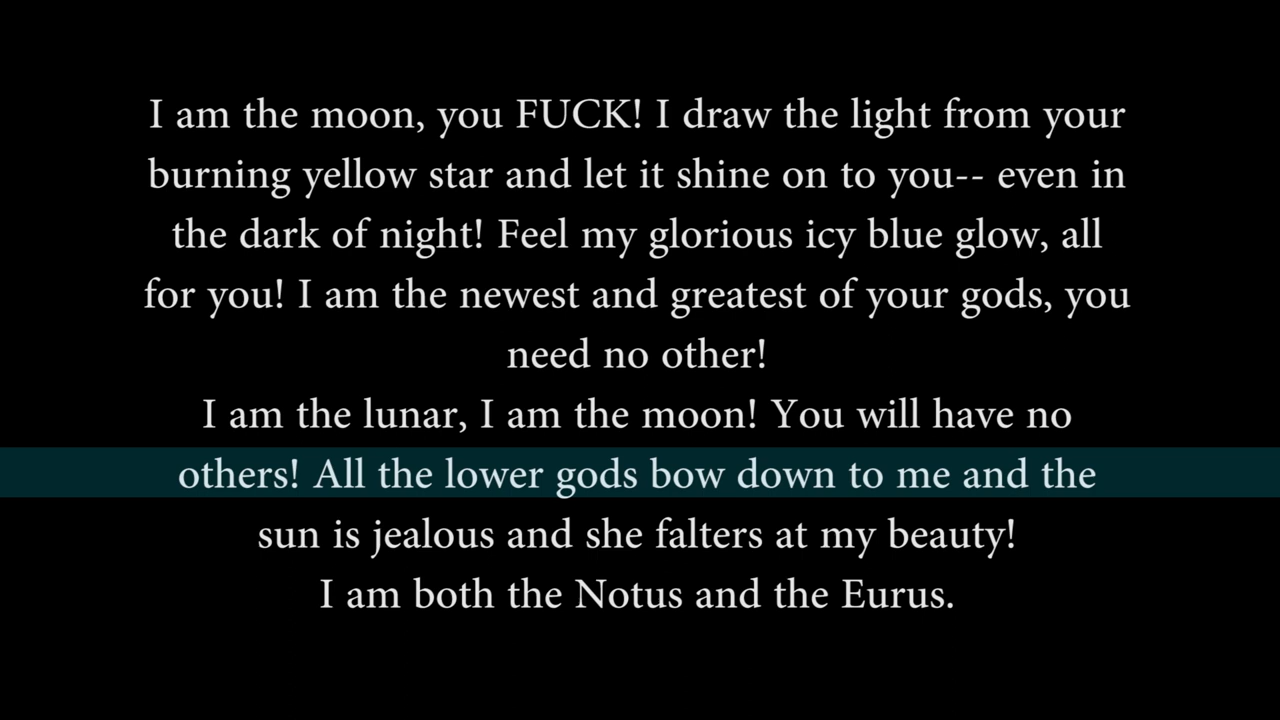 I am the moon, you FUCK! I draw the light from your
burning yellow star and let it shine on to you-- even in
the dark of night! Feel my glorious icy blue glow, all
for you! I am the newest and greatest of your gods, you
need no other!
I am the lunar, I am the moon! You will have no
others! All the lower gods bow down to me and the
sun is jealous and she falters at my beauty!
I am both the Notus and the Eurus.